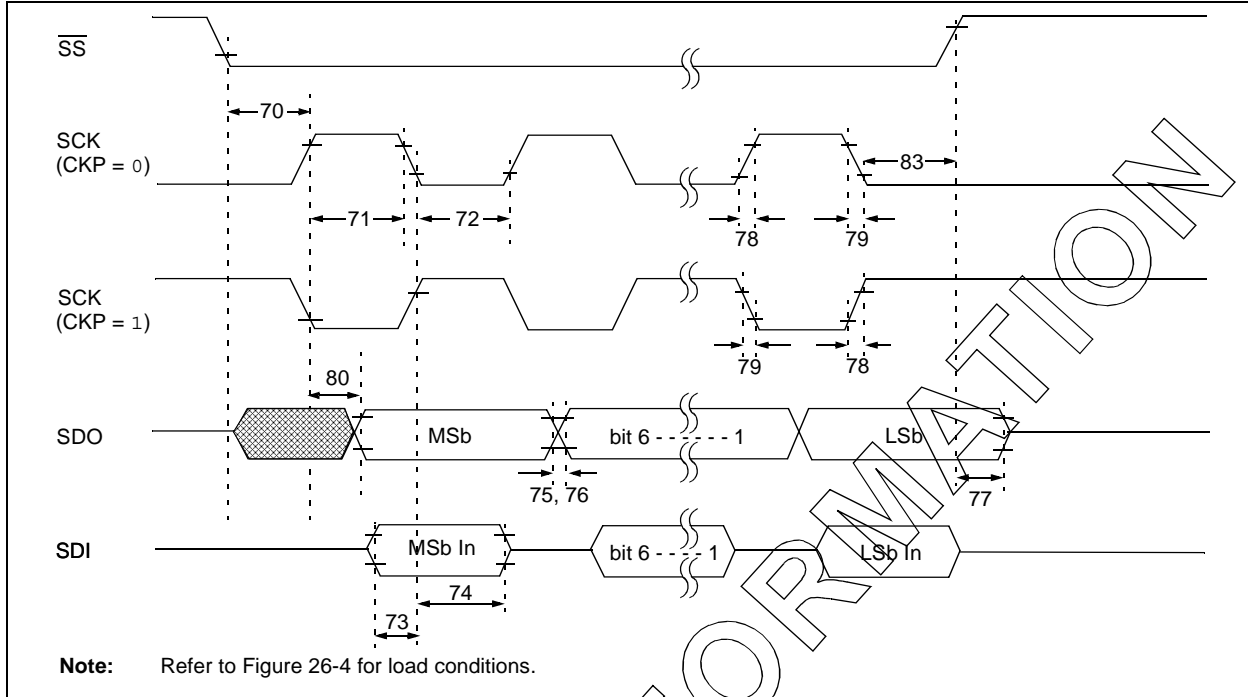 SS
70
SCK
(CKP = 0)
83
71
72
78
79
SCK
(CKP = 1)
79
78
80
SDO
MSb
bit 6 - - - - - - 1
LSb
75, 76
77
SDI
MSb In
bit 6 - - - - 1
LSb In
74
73
Note: Refer to Figure 26-4 for load conditions.
ORMATION